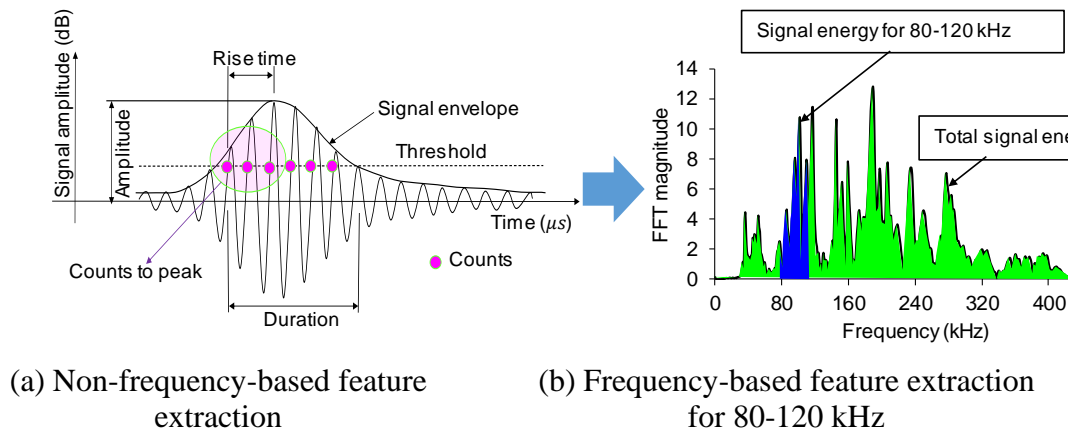 Signal amplitude (dB)
Amplitude
Rise time
Signal envelope
Threshold
Time (μs)
Counts to peak
Counts
Duration
Signal energy for 80-120 kHz
Total signal ene
FFT magnitude
14
12
10
8
6
4
2
0
0 80 160 240 320 400
Frequency (kHz)
(a) Non-frequency-based feature
extraction
(b) Frequency-based feature extraction
for 80-120 kHz